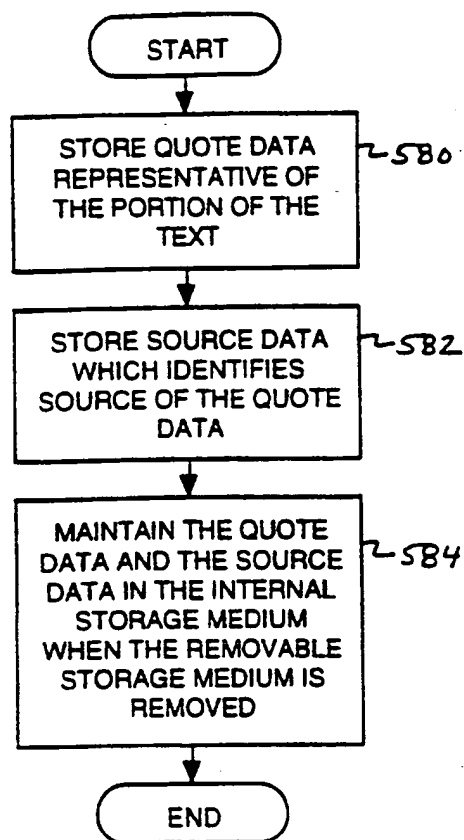 START
STORE QUOTE DATA
REPRESENTATIVE OF
THE PORTION OF THE
TEXT
580
STORE SOURCE DATA
WHICH IDENTIFIES
SOURCE OF THE QUOTE
DATA
582
MAINTAIN THE QUOTE
DATA AND THE SOURCE
DATA IN THE INTERNAL
STORAGE MEDIUM
WHEN THE REMOVABLE
STORAGE MEDIUM IS
REMOVED
584
END